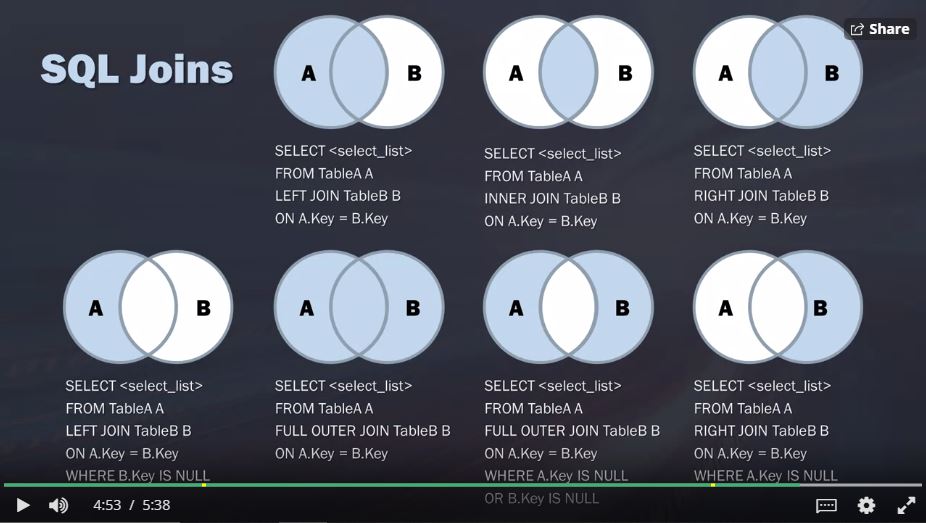 SQL Joins
A B
SELECT <select_list>
FROM TableA A
LEFT JOIN TableB B
ON A.Key = B.Key
A B
SELECT <select_list>
FROM TableA A
INNER JOIN TableB B
ON A.Key = B.Key
A B
SELECT <select_list>
FROM TableA A
RIGHT JOIN TableB B
ON A.Key = B.Key
Share
A B
SELECT <select_list>
FROM TableA A
LEFT JOIN TableB B
ON A.Key = B.Key
WHERE B.Key IS NULL
A B
SELECT <select_list>
FROM TableA A
FULL OUTER JOIN TableB B
ON A.Key = B.Key
A B
SELECT <select_list>
FROM TableA A
FULL OUTER JOIN TableB B
ON A.Key = B.Key
WHERE A.Key IS NULL
OR B.Key IS NULL
A B
SELECT <select_list>
FROM TableA A
RIGHT JOIN TableB B
ON A.Key = B.Key
WHERE A.Key IS NULL
4:53 / 5:38